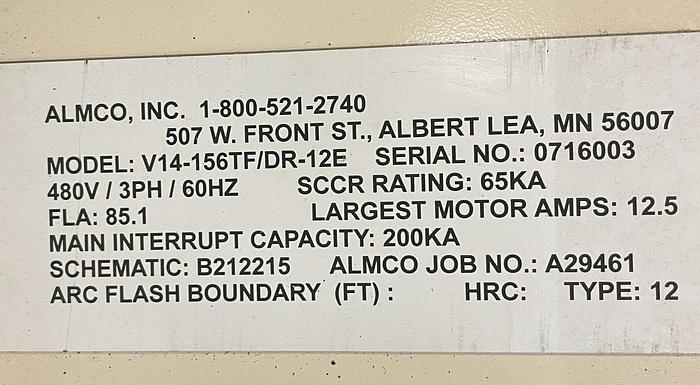 ALMCO, INC. 1-800-521-2740
507 W. FRONT ST., ALBERT LEA, MN 56007
MODEL: V14-156TF/DR-12E SERIAL NO.: 0716003
480V / 3PH / 60HZ SCCR RATING: 65KA
FLA: 85.1 LARGEST MOTOR AMPS: 12.5
MAIN INTERRUPT CAPACITY: 200KA
SCHEMATIC: B212215 ALMCO JOB NO.: A29461
ARC FLASH BOUNDARY (FT) : HRC: TYPE: 12